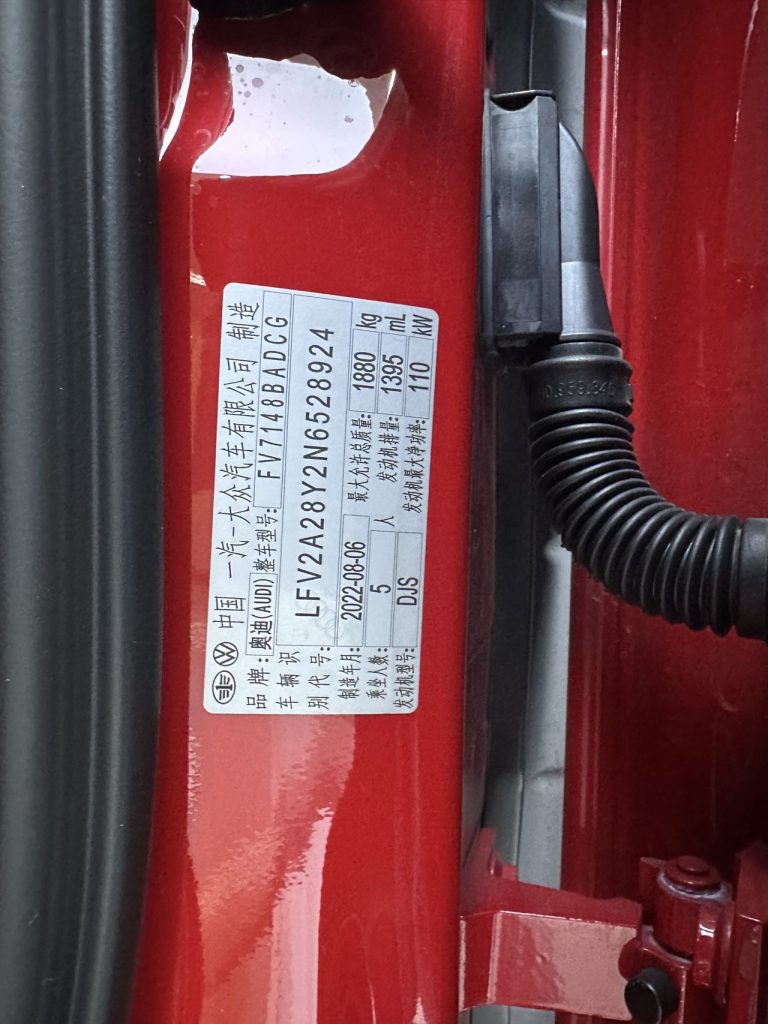 中国 一汽-大众汽车有限公司 制造
品牌: 奥迪(AUDI) 整车型号: FV7148BADCG
车辆识别代号: LFV2A28Y2N6528924
制造年月: 2022-08-06 最大允许总质量: 1880 kg
乘坐人数: 5 人 发动机排量: 1395 mL
发动机型号: DJS 发动机最大净功率: 110 kW